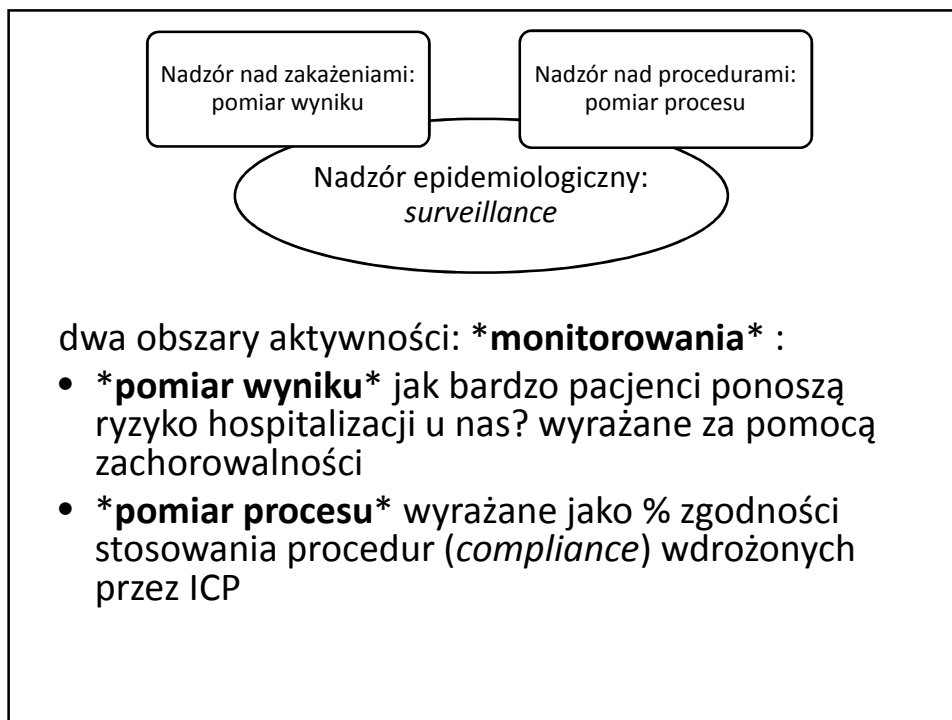 Nadzór nad zakażeniami:
pomiar wyniku
Nadzór nad procedurami:
pomiar procesu
Nadzór epidemiologiczny:
surveillance
dwa obszary aktywności: *monitorowania* :
• *pomiar wyniku* jak bardzo pacjenci ponoszą
ryzyko hospitalizacji u nas? wyrażane za pomocą
zachorowalności
• *pomiar procesu* wyrażane jako % zgodności
stosowania procedur (compliance) wdrożonych
przez ICP